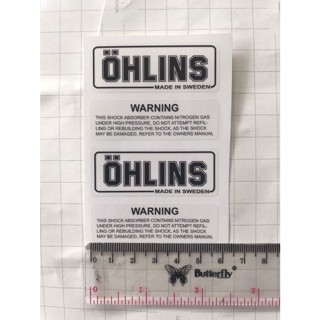 ÖHLINS
MADE IN SWEDEN
WARNING
THIS SHOCK ABSORBER CONTAINS NITROGEN GAS
UNDER HIGH PRESSURE, DO NOT ATTEMPT REFIL-
LING OR REBUILDING THE SHOCK, AS THE SHOCK
MAY BE DAMAGED, REFER TO THE OWNERS MANUAL
ÖHLINS
MADE IN SWEDEN
WARNING
THIS SHOCK ABSORBER CONTAINS NITROGEN GAS
UNDER HIGH PRESSURE, DO NOT ATTEMPT REFIL-
LING OR REBUILDING THE SHOCK, AS THE SHOCK
MAY BE DAMAGED, REFER TO THE OWNERS MANUAL
Butterfly
1 2 3